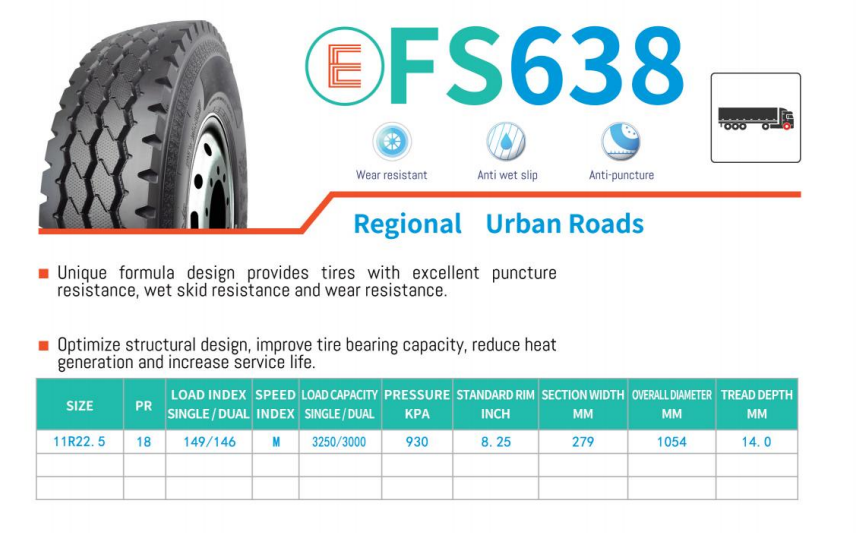 EFS638
Wear resistant
Anti wet slip
Anti-puncture
Regional Urban Roads
Unique formula design provides tires with excellent puncture
resistance, wet skid resistance and wear resistance.
Optimize structural design, improve tire bearing capacity, reduce heat
generation and increase service life.
SIZE PR LOAD INDEX SINGLE / DUAL SPEED INDEX LOAD CAPACITY SINGLE / DUAL PRESSURE KPA STANDARD RIM INCH SECTION WIDTH MM OVERALL DIAMETER MM TREAD DEPTH MM
11R22.5 18 149/146 M 3250/3000 930 8.25 279 1054 14.0